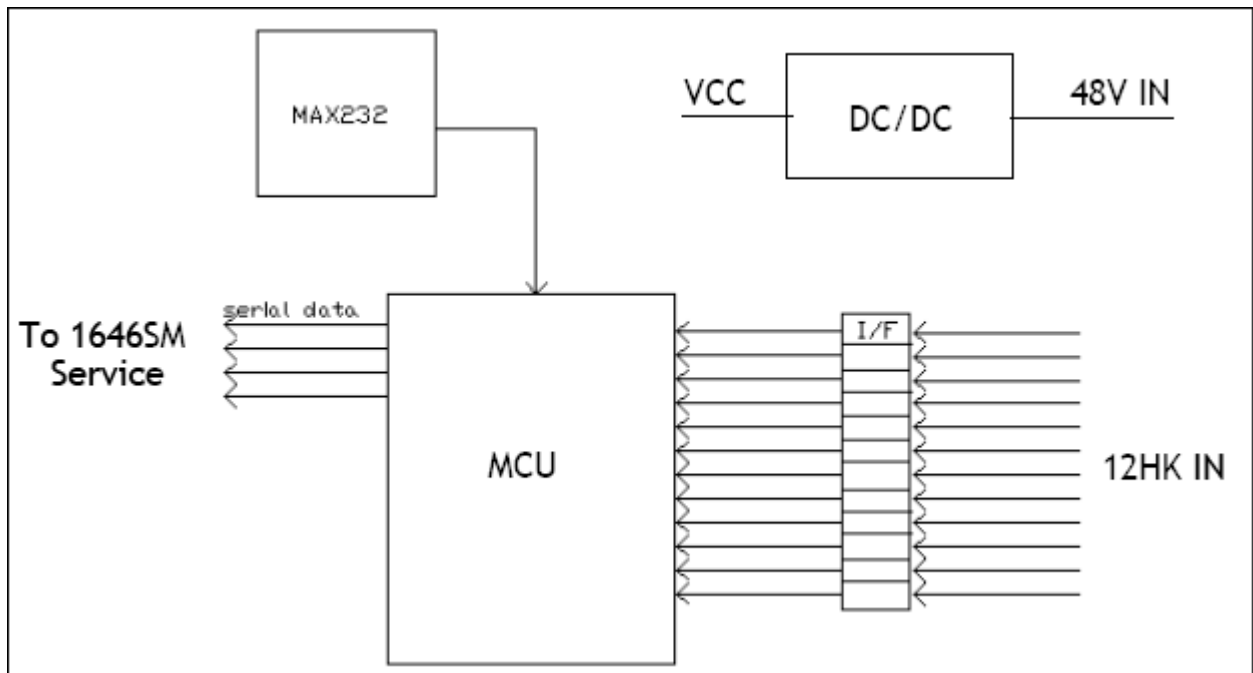 MAX232
VCC
DC/DC
48V IN
serial data
To 1646SM
Service
I/F
MCU
12HK IN